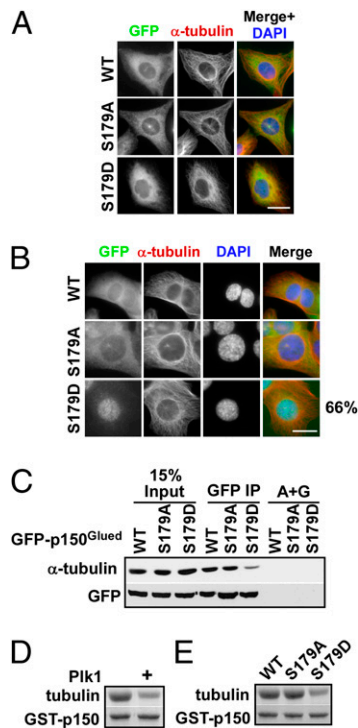 A
GFP α-tubulin Merge+
DAPI
WT
S179A
S179D
B
GFP α-tubulin DAPI Merge
WT
S179A
S179D
66%
C
15%
Input GFP IP A+G
GFP-p150Glued WT S179A S179D WT S179A S179D WT S179A S179D
α-tubulin
GFP
D
Plk1 +
tubulin
GST-p150
E
WT S179A S179D
tubulin
GST-p150